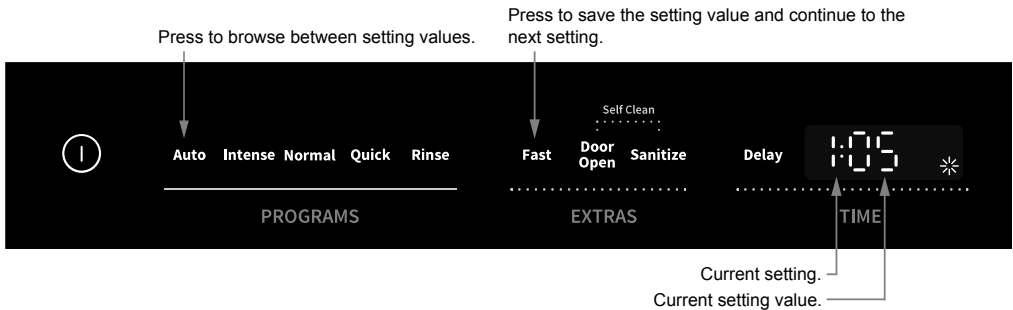 Press to save the setting value and continue to the
next setting.
Press to browse between setting values.
Self Clean
Auto Intense Normal Quick Rinse Fast Door Open Sanitize Delay 1:05
PROGRAMS EXTRAS TIME
Current setting.
Current setting value.